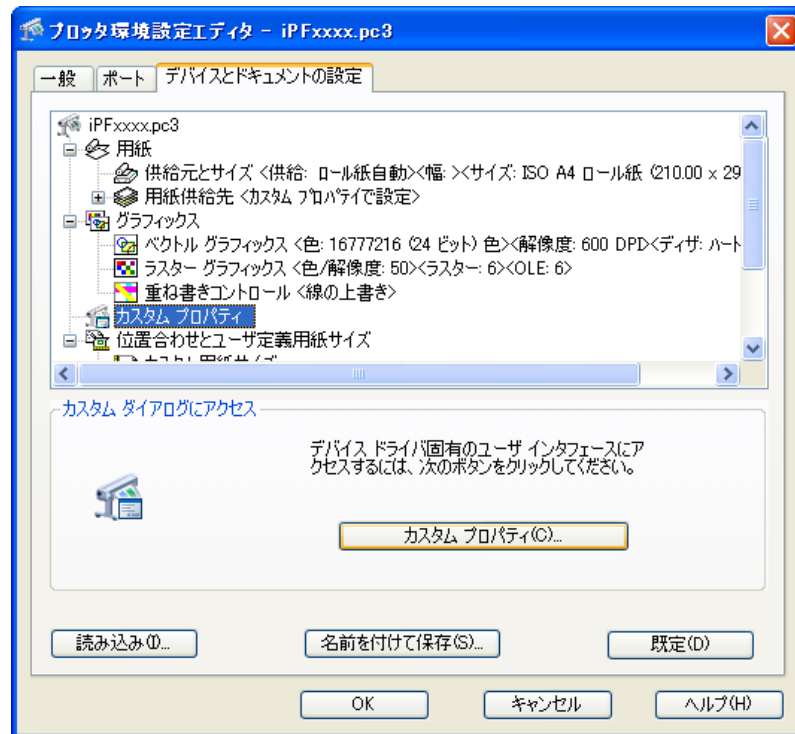 プロッタ環境設定エディタ - iPFxxxx.pc3
一般 ポート デバイスとドキュメントの設定
iPFxxxx.pc3
用紙
供給元とサイズ <供給: ロール紙自動><幅: ><サイズ: ISO A4 ロール紙 (210.00 x 29
用紙供給先 <カスタム プロパティで設定>
グラフィックス
ベクトル グラフィックス <色: 16777216 (24 ビット) 色><解像度: 600 DPI><ディザ: ハート
ラスター グラフィックス <色/解像度: 50><ラスター: 6><OLE: 6>
重ね書きコントロール <線の上書き>
カスタム プロパティ
位置合わせとユーザ定義用紙サイズ
カスタム用紙サイズ
カスタム ダイアログにアクセス
デバイス ドライバ固有のユーザ インタフェースにア
クセスするには、次のボタンをクリックしてください。
カスタム プロパティ(C)...
読み込み(I)... 名前を付けて保存(S)... 既定(D)
OK キャンセル ヘルプ(H)